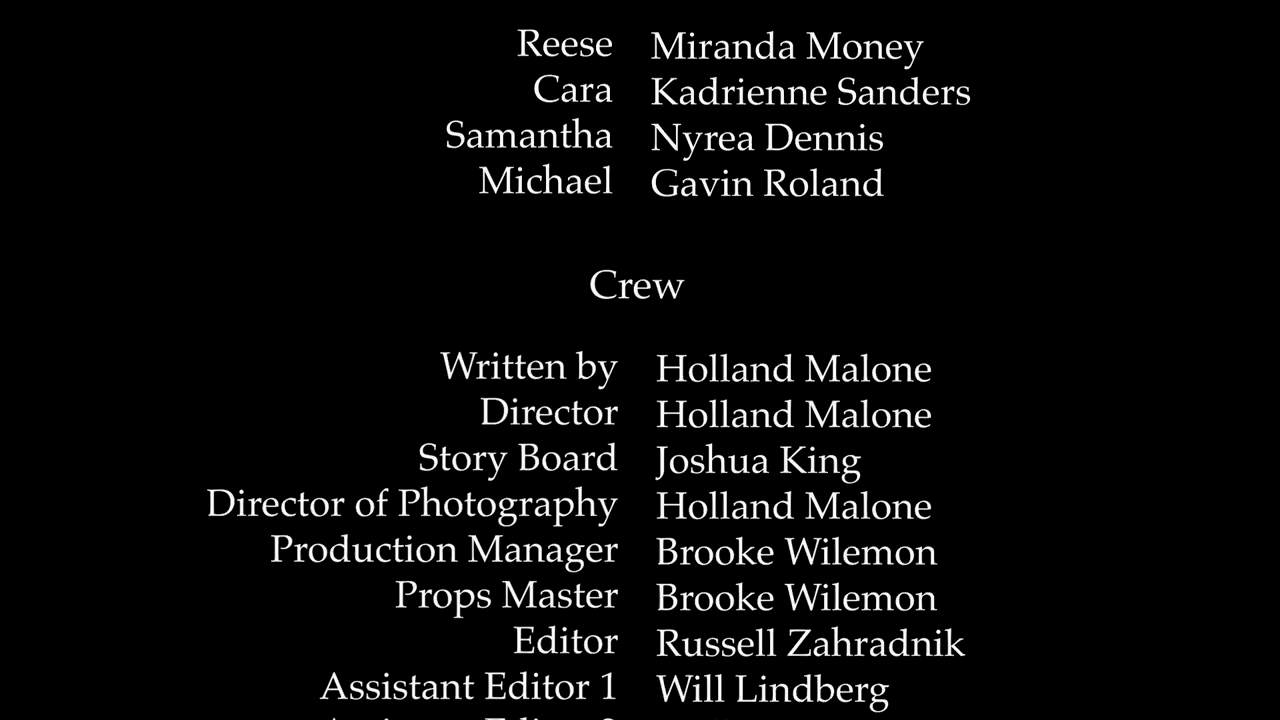 Reese Miranda Money
Cara Kadrienne Sanders
Samantha Nyrea Dennis
Michael Gavin Roland
Crew
Written by Holland Malone
Director Holland Malone
Story Board Joshua King
Director of Photography Holland Malone
Production Manager Brooke Wilemon
Props Master Brooke Wilemon
Editor Russell Zahradnik
Assistant Editor 1 Will Lindberg